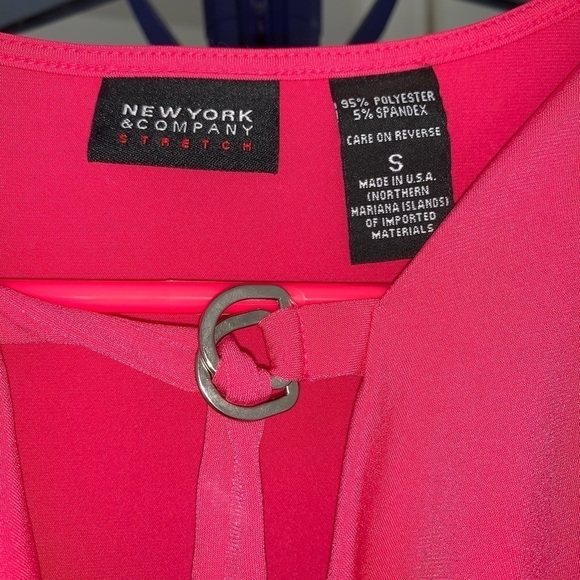 NEW YORK
& COMPANY
STRETCH
95% POLYESTER
5% SPANDEX
CARE ON REVERSE
S
MADE IN U.S.A.
(NORTHERN
MARIANA ISLANDS)
OF IMPORTED
MATERIALS